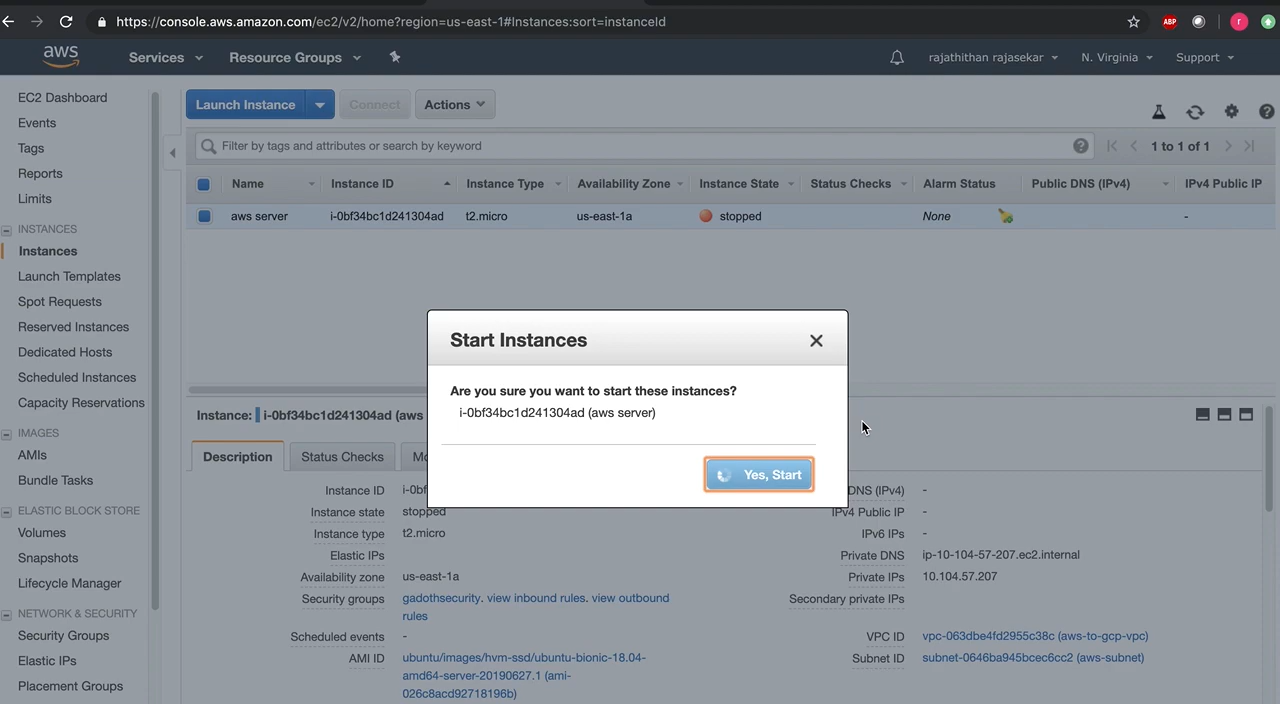 https://console.aws.amazon.com/ec2/v2/home?region=us-east-1#Instances:sort=instanceId
ABP
r
aws
Services
Resource Groups
rajathithan rajasekar
N. Virginia
Support
EC2 Dashboard
Events
Tags
Reports
Limits
INSTANCES
Instances
Launch Templates
Spot Requests
Reserved Instances
Dedicated Hosts
Scheduled Instances
Capacity Reservations
IMAGES
AMIs
Bundle Tasks
ELASTIC BLOCK STORE
Volumes
Snapshots
Lifecycle Manager
NETWORK & SECURITY
Security Groups
Elastic IPs
Placement Groups
Launch Instance
Connect
Actions
Filter by tags and attributes or search by keyword
1 to 1 of 1
Name Instance ID Instance Type Availability Zone Instance State Status Checks Alarm Status Public DNS (IPv4) IPv4 Public IP
aws server i-0bf34bc1d241304ad t2.micro us-east-1a stopped None -
Start Instances
Are you sure you want to start these instances?
i-0bf34bc1d241304ad (aws server)
Yes, Start
Instance: i-0bf34bc1d241304ad (aws
Description Status Checks Mo
Instance ID i-0bf
Instance state stopped
Instance type t2.micro
Elastic IPs
Availability zone us-east-1a
Security groups gadothsecurity. view inbound rules. view outbound
rules
Scheduled events -
AMI ID ubuntu/images/hvm-ssd/ubuntu-bionic-18.04-
amd64-server-20190627.1 (ami-
026c8acd92718196b)
DNS (IPv4) -
IPv4 Public IP -
IPv6 IPs -
Private DNS ip-10-104-57-207.ec2.internal
Private IPs 10.104.57.207
Secondary private IPs
VPC ID vpc-063dbe4fd2955c38c (aws-to-gcp-vpc)
Subnet ID subnet-0646ba945bcec6cc2 (aws-subnet)